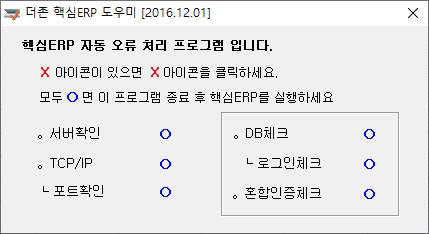 더존 핵심ERP 도우미 [2016.12.01]
핵심ERP 자동 오류 처리 프로그램 입니다.
X 아이콘이 있으면 X 아이콘을 클릭하세요.
모두 O 면 이 프로그램 종료 후 핵심ERP를 실행하세요
서버확인 O
TCP/IP O
└ 포트확인 O
DB체크 O
└ 로그인체크 O
혼합인증체크 O